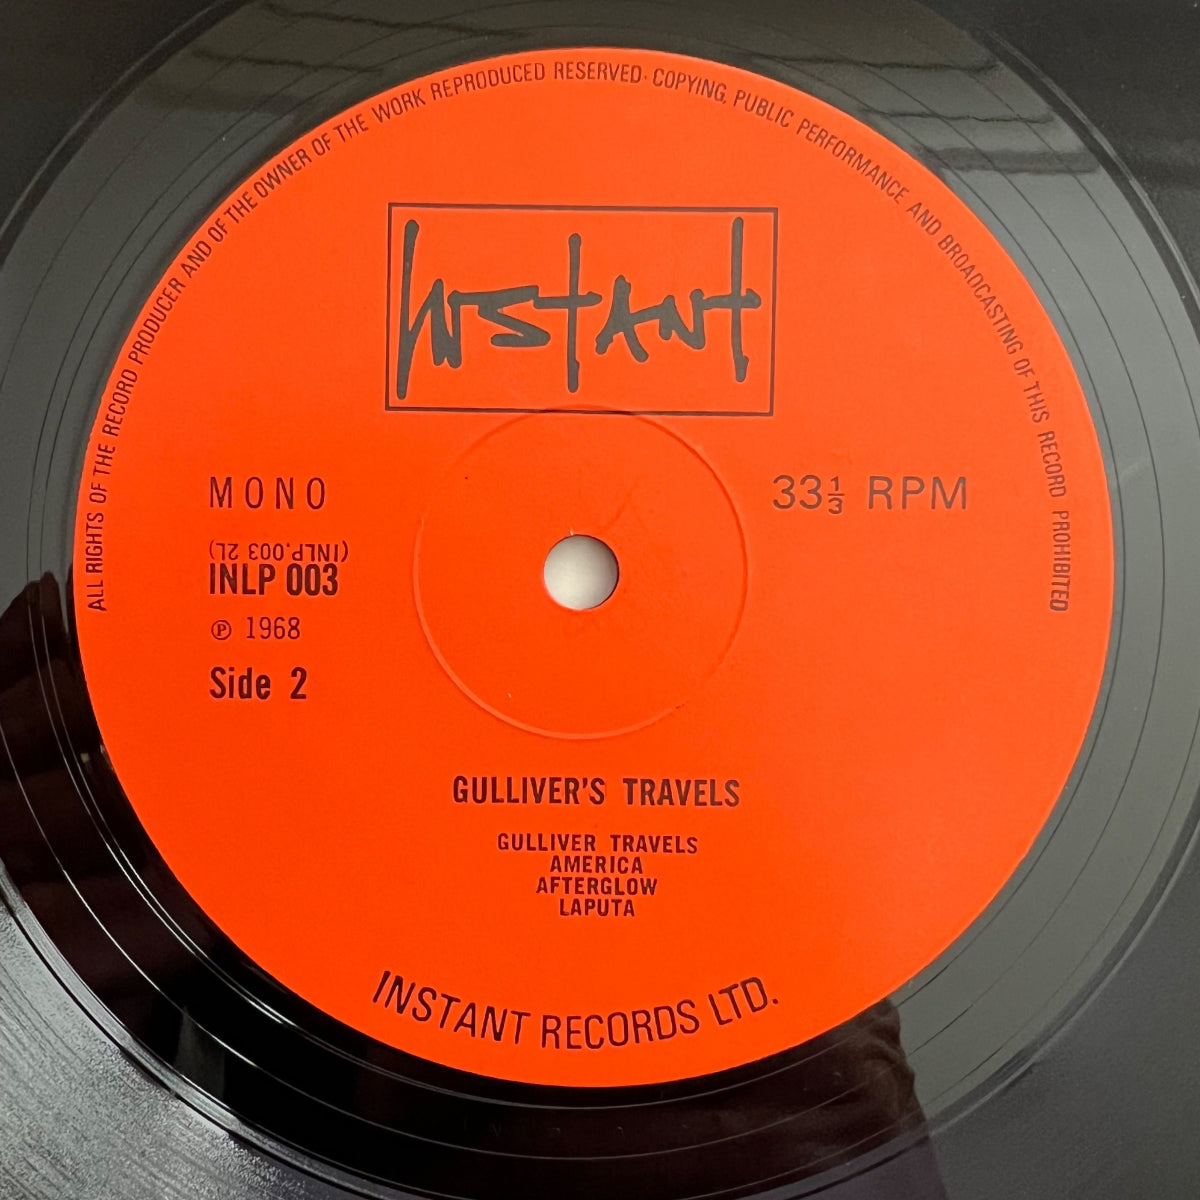 ALL RIGHTS OF THE RECORD PRODUCER AND OF THE OWNER OF THE WORK REPRODUCED RESERVED· COPYING, PUBLIC PERFORMANCE AND BROADCASTING OF THIS RECORD PROHIBITED
INSTANT
MONO
33⅓ RPM
(INLP.003 2L)
INLP 003
℗ 1968
Side 2
GULLIVER'S TRAVELS
GULLIVER TRAVELS
AMERICA
AFTERGLOW
LAPUTA
INSTANT RECORDS LTD.